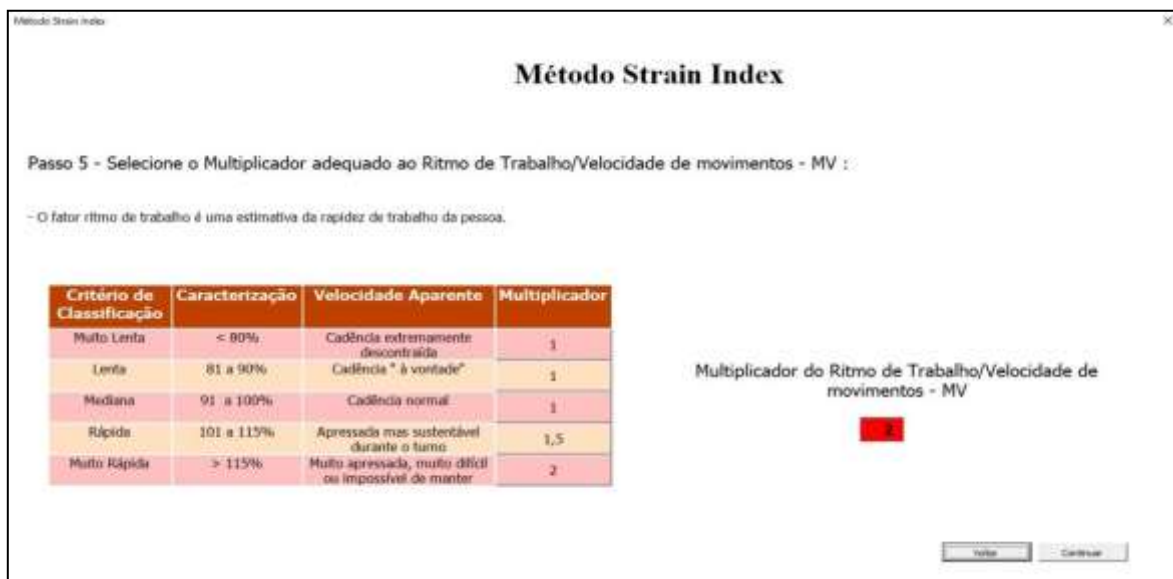 Método Strain Index
Método Strain Index
Passo 5 - Selecione o Multiplicador adequado ao Ritmo de Trabalho/Velocidade de movimentos - MV :
- O fator ritmo de trabalho é uma estimativa da rapidez de trabalho da pessoa.
Critério de Classificação Caracterização Velocidade Aparente Multiplicador
Muito Lenta < 80% Cadência extremamente descontraída 1
Lenta 81 a 90% Cadência " à vontade" 1
Mediana 91 a 100% Cadência normal 1
Rápida 101 a 115% Apressada mas sustentável durante o turno 1,5
Muito Rápida > 115% Muito apressada, muito difícil ou impossível de manter 2
Multiplicador do Ritmo de Trabalho/Velocidade de
movimentos - MV
2
Voltar Continuar